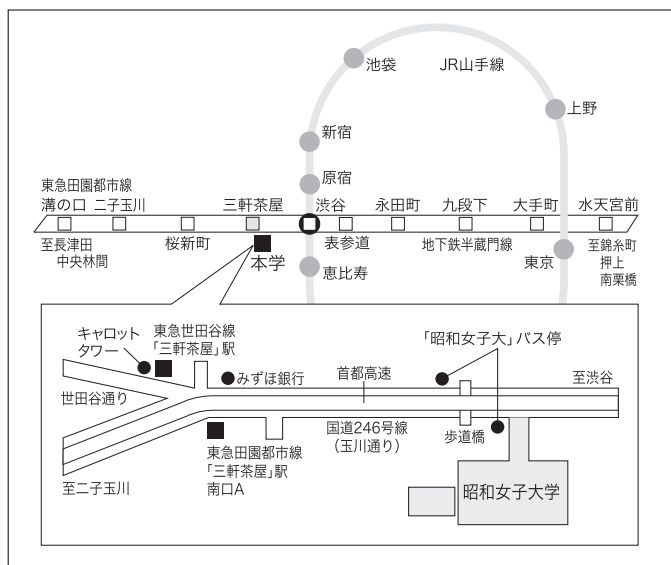 池袋
JR山手線
上野
新宿
原宿
東急田園都市線
溝の口
二子玉川
三軒茶屋
渋谷
永田町
九段下
大手町
水天宮前
至長津田
中央林間
桜新町
本学
表参道
地下鉄半蔵門線
東京
至錦糸町
押上
南栗橋
恵比寿
キャロット
タワー
東急世田谷線
「三軒茶屋」駅
「昭和女子大」バス停
みずほ銀行
首都高速
至渋谷
世田谷通り
国道246号線
(玉川通り)
歩道橋
東急田園都市線
「三軒茶屋」駅
南口A
至二子玉川
昭和女子大学